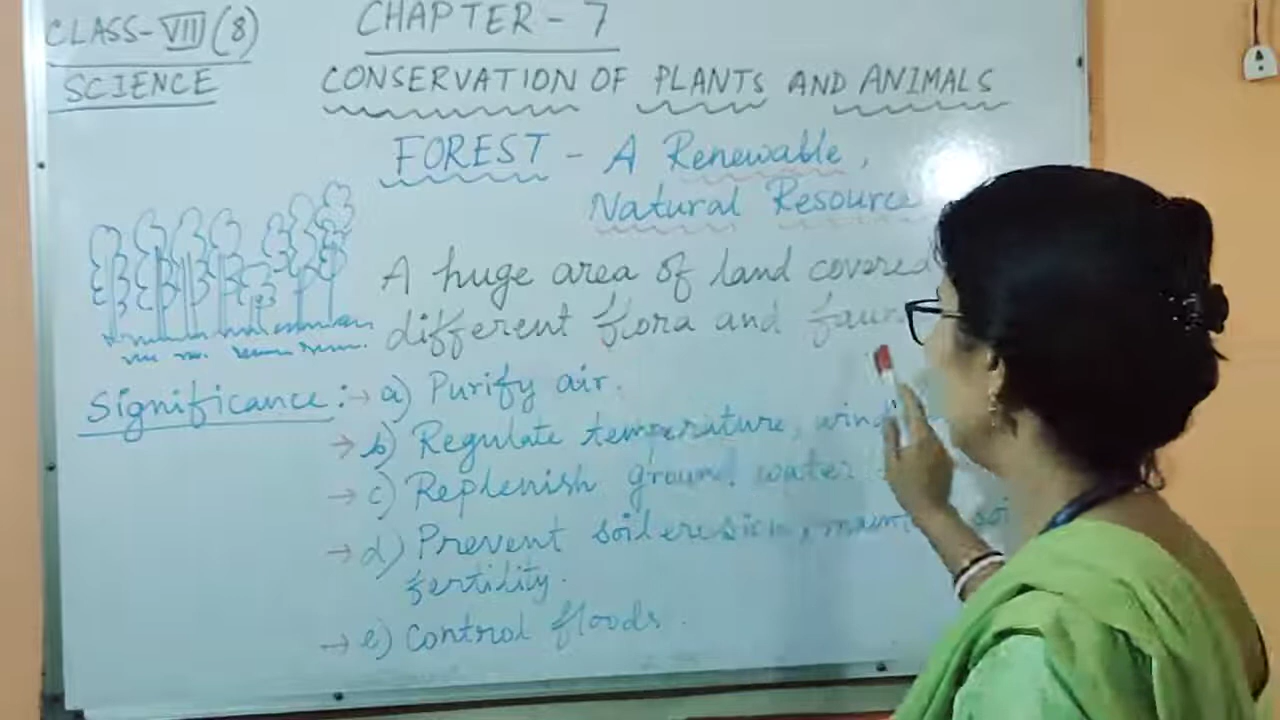 CLASS-VIII (8)
SCIENCE
CHAPTER - 7
CONSERVATION OF PLANTS AND ANIMALS
FOREST - A Renewable,
Natural Resource
A huge area of land covered
different flora and
Significance :→ a) Purify air.
→ b) Regulate temperature, wind
→ c) Replenish ground water
→ d) Prevent soil erosion,
fertility.
→ e) Control floods.